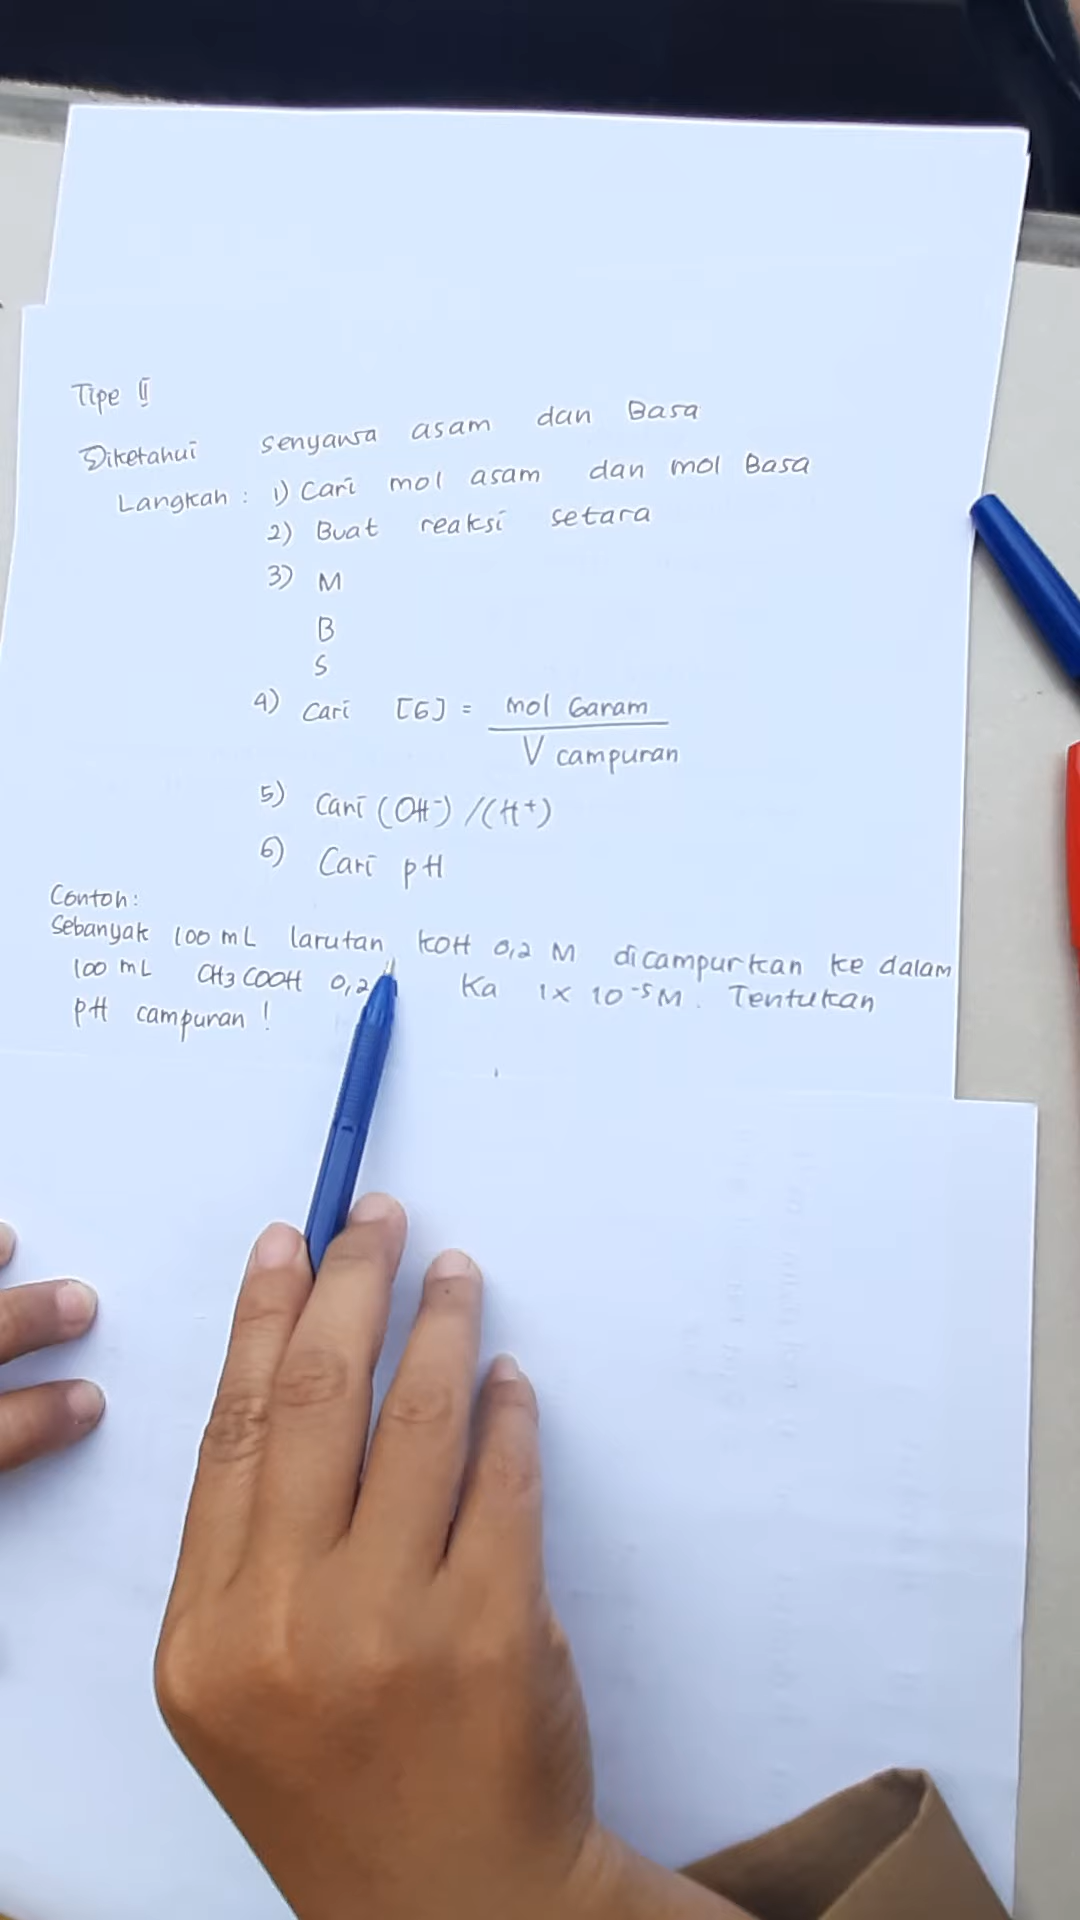 Tipe II
Diketahui senyawa asam dan Basa
Langkah : 1) Cari mol asam dan mol Basa
2) Buat reaksi setara
3) M
B
S
4) Cari [G] = mol Garam
V campuran
5) Cari (OH-) /(H+)
6) Cari pH
Contoh:
Sebanyak 100 mL larutan KOH 0,2 M dicampurkan ke dalam
100 mL CH3COOH 0,2 Ka 1 x 10-5 M. Tentukan
pH campuran !